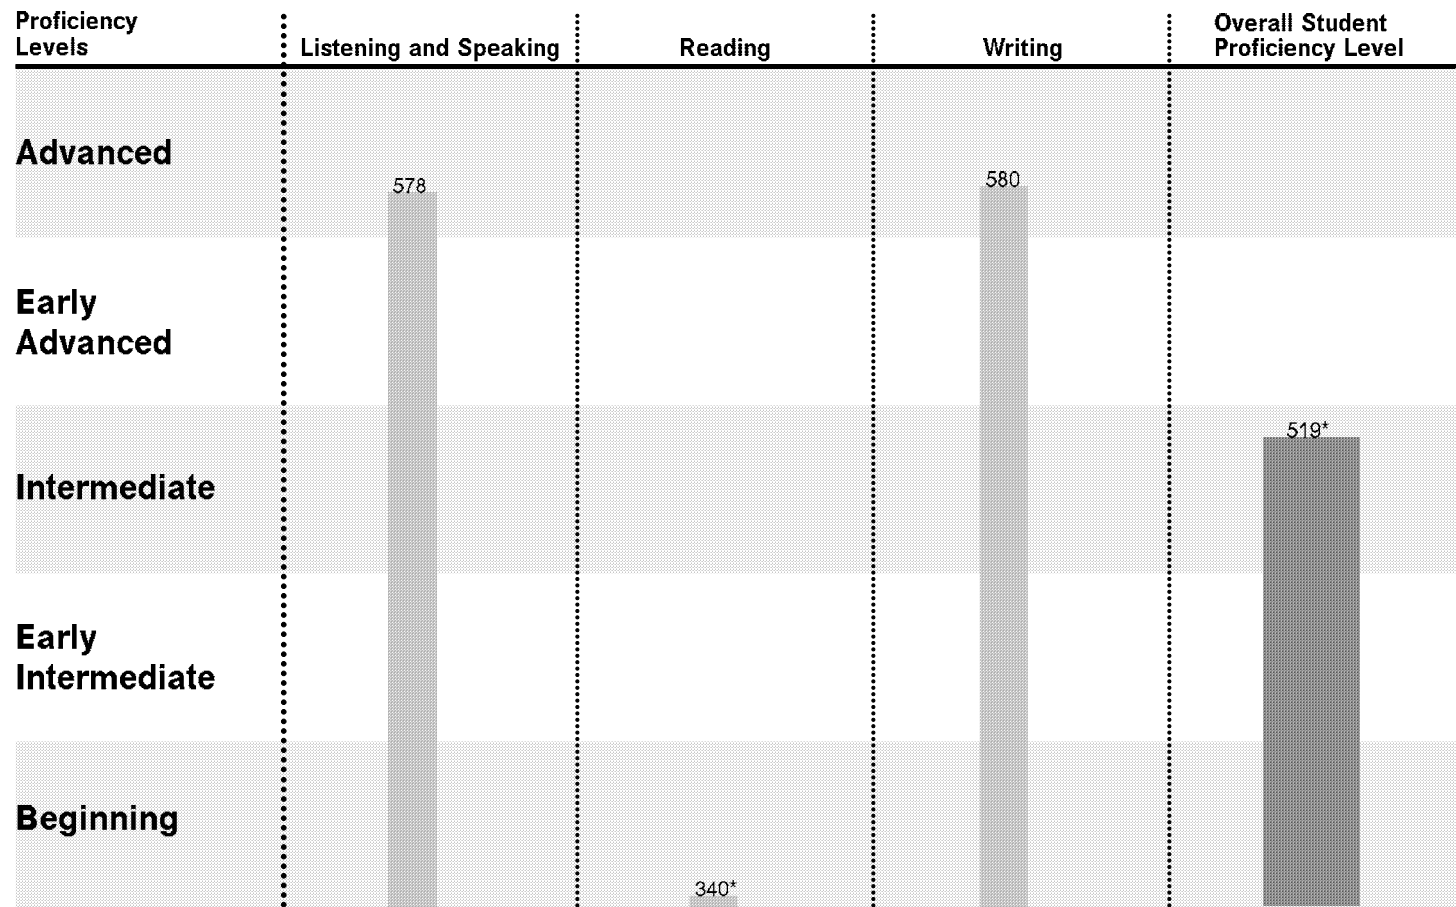 Proficiency
Levels
Listening and Speaking
Reading
Writing
Overall Student
Proficiency Level
Advanced
578
580
Early
Advanced
519*
Intermediate
Early
Intermediate
Beginning
340*